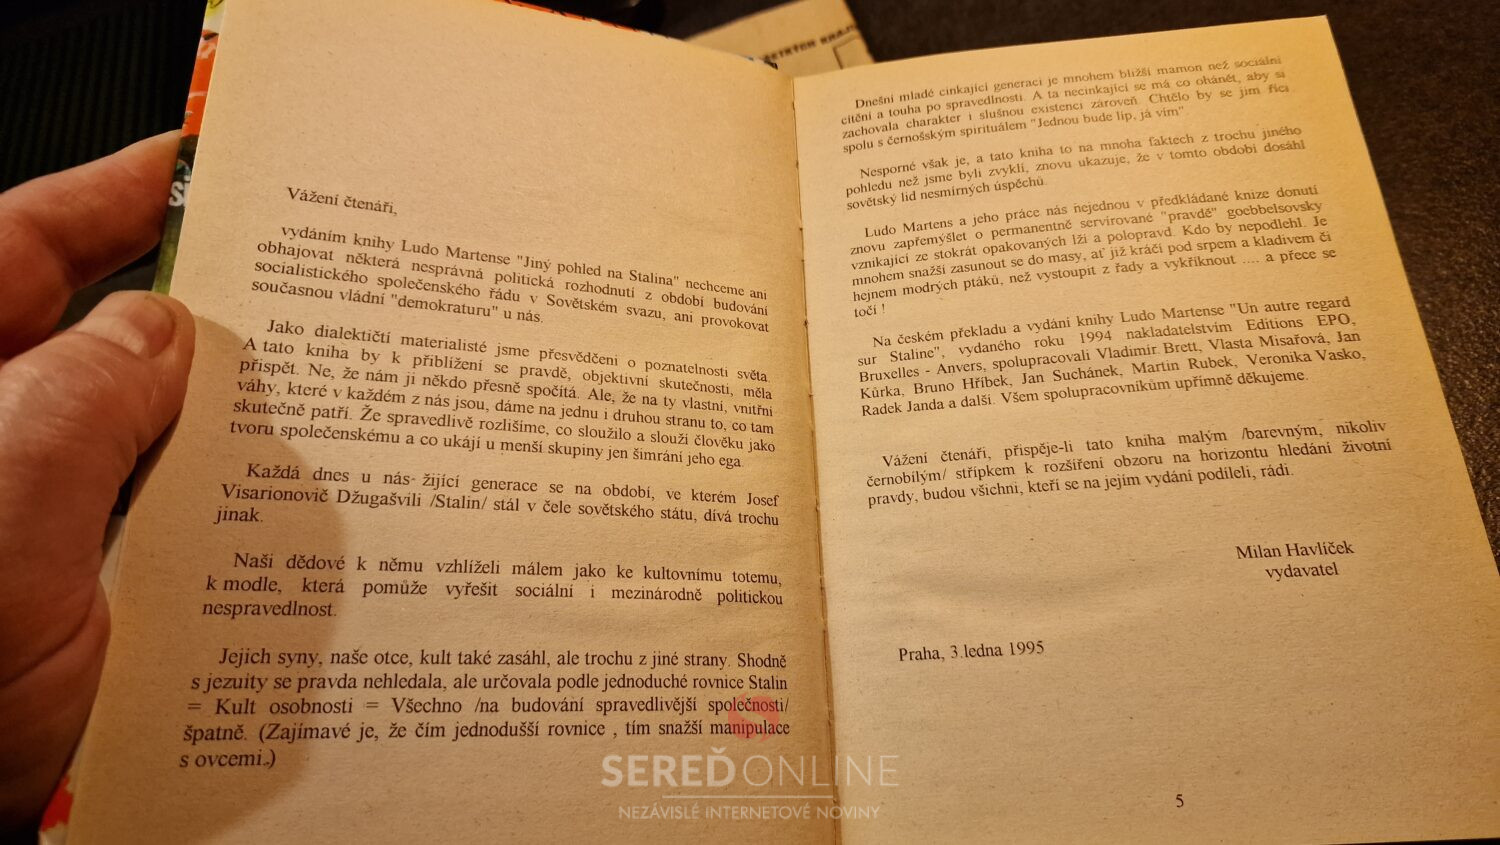 Vážení čtenáři,
vydáním knihy Ludo Martense "Jiný pohled na Stalina" nechceme ani
obhajovat některá nesprávná politická rozhodnutí z období budování
socialistického společenského řádu v Sovětském svazu, ani provokovat
současnou vládní "demokraturu" u nás.
Jako dialektičtí materialisté jsme přesvědčeni o poznatelnosti světa.
A tato kniha by k přiblížení se pravdě, objektivní skutečnosti, měla
přispět. Ne, že nám ji někdo přesně spočítá. Ale, že na ty vlastní, vnitřní
váhy, které v každém z nás jsou, dáme na jednu i druhou stranu to, co tam
skutečně patří. Že spravedlivě rozlišíme, co sloužilo a slouží člověku jako
tvoru společenskému a co ukájí u menší skupiny jen šimrání jeho ega.
Každá dnes u nás- žijící generace se na období, ve kterém Josef
Visarionovič Džugašvili /Stalin/ stál v čele sovětského státu, dívá trochu
jinak.
Naši dědové k němu vzhlíželi málem jako ke kultovnímu totemu,
k modle, která pomůže vyřešit sociální i mezinárodně politickou
nespravedlnost.
Jejich syny, naše otce, kult také zasáhl, ale trochu z jiné strany. Shodně
s jezuity se pravda nehledala, ale určovala podle jednoduché rovnice Stalin
= Kult osobnosti = Všechno /na budování spravedlivější společnosti/
špatně. (Zajímavé je, že čím jednodušší rovnice , tím snažší manipulace
s ovcemi.)
Dnešní mladé cinkající generaci je mnohem bližší mamon než sociální
cítění a touha po spravedlnosti. A ta necinkající se má co ohánět, aby si
zachovala charakter i slušnou existenci zároveň. Chtělo by se jim říci
spolu s černošským spirituálem "Jednou bude líp, já vím".
Nesporné však je, a tato kniha to na mnoha faktech z trochu jiného
pohledu než jsme byli zvyklí, znovu ukazuje, že v tomto období dosáhl
sovětský lid nesmírných úspěchů.
Ludo Martens a jeho práce nás nejednou v předkládané knize donutí
znovu zapřemýšlet o permanentně servírované "pravdě" goebbelsovsky
vznikající ze stokrát opakovaných lží a polopravd. Kdo by nepodlehl. Je
mnohem snažší zasunout se do masy, ať již kráčí pod srpem a kladivem či
hejnem modrých ptáků, než vystoupit z řady a vykříknout .... a přece se
točí !
Na českém překladu a vydání knihy Ludo Martense "Un autre regard
sur Staline", vydaného roku 1994 nakladatelstvím Editions EPO,
Bruxelles - Anvers, spolupracovali Vladimír Brett, Vlasta Misařová, Jan
Kůrka, Bruno Hříbek, Jan Suchánek, Martin Rubek, Veronika Vasko,
Radek Janda a další. Všem spolupracovníkům upřímně děkujeme.
Vážení čtenáři, přispěje-li tato kniha malým /barevným, nikoliv
černobílým/ střípkem k rozšíření obzoru na horizontu hledání životní
pravdy, budou všichni, kteří se na jejím vydání podíleli, rádi.
Milan Havlíček
vydavatel
Praha, 3.ledna 1995
5
SEREĎ ONLINE
NEZÁVISLÉ INTERNETOVÉ NOVINY